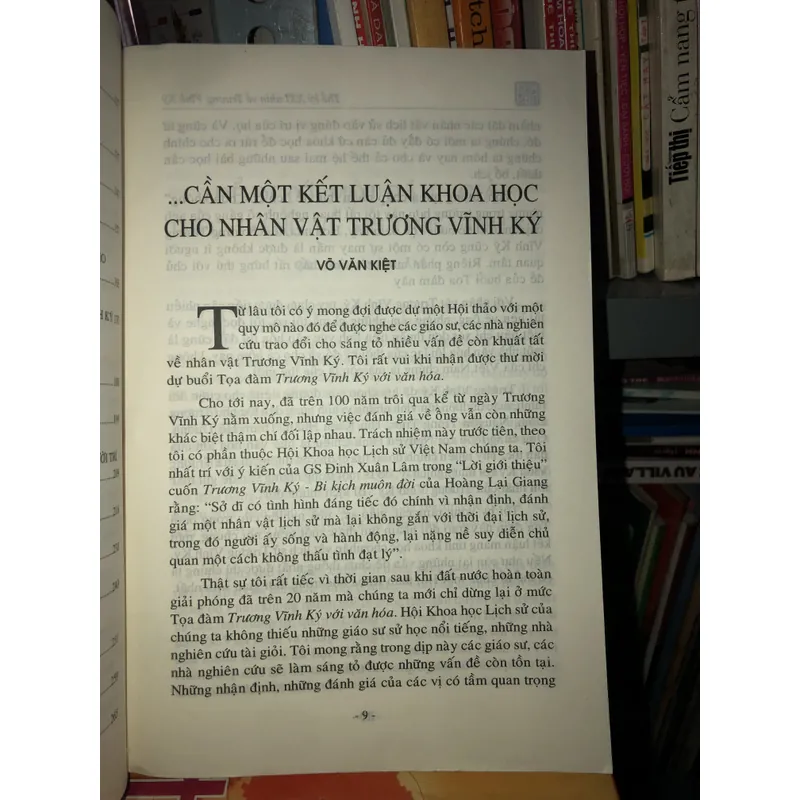 ...CẦN MỘT KẾT LUẬN KHOA HỌC
CHO NHÂN VẬT TRƯƠNG VĨNH KÝ
VÕ VĂN KIỆT
Từ lâu tôi có ý mong đợi được dự một Hội thảo với một
quy mô nào đó để được nghe các giáo sư, các nhà nghiên
cứu trao đổi cho sáng tỏ nhiều vấn đề còn khuất tất
về nhân vật Trương Vĩnh Ký. Tôi rất vui khi nhận được thư mời
dự buổi Tọa đàm Trương Vĩnh Ký với văn hóa.
Cho tới nay, đã trên 100 năm trôi qua kể từ ngày Trương
Vĩnh Ký nằm xuống, nhưng việc đánh giá về ông vẫn còn những
khác biệt thậm chí đối lập nhau. Trách nhiệm này trước tiên, theo
tôi có phần thuộc Hội Khoa học Lịch sử Việt Nam chúng ta. Tôi
nhất trí với ý kiến của GS Đinh Xuân Lâm trong “Lời giới thiệu”
cuốn Trương Vĩnh Ký - Bi kịch muôn đời của Hoàng Lại Giang
rằng: “Sở dĩ có tình hình đáng tiếc đó chính vì nhận định, đánh
giá một nhân vật lịch sử mà lại không gắn với thời đại lịch sử,
trong đó người ấy sống và hành động, lại nặng nề suy diễn chủ
quan một cách không thấu tình đạt lý”.
Thật sự tôi rất tiếc vì thời gian sau khi đất nước hoàn toàn
giải phóng đã trên 20 năm mà chúng ta mới chỉ dừng lại ở mức
Tọa đàm Trương Vĩnh Ký với văn hóa. Hội Khoa học Lịch sử của
chúng ta không thiếu những giáo sư sử học nổi tiếng, những nhà
nghiên cứu tài giỏi. Tôi mong rằng trong dịp này các giáo sư, các
nhà nghiên cứu sẽ làm sáng tỏ được những vấn đề còn tồn tại.
Những nhận định, những đánh giá của các vị có tầm quan trọng
- 9 -
Tiếp thị Cẩm nang